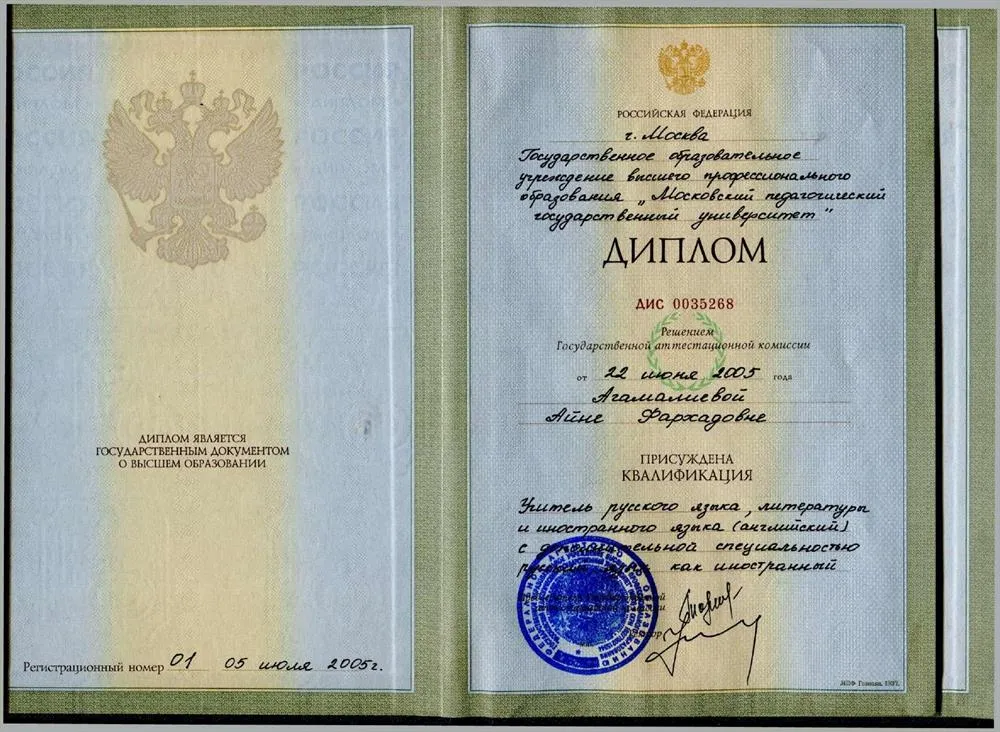 ДИПЛОМ ЯВЛЯЕТСЯ
ГОСУДАРСТВЕННЫМ ДОКУМЕНТОМ
О ВЫСШЕМ ОБРАЗОВАНИИ
Регистрационный номер 01 05 июля 2005г.
РОССИЙСКАЯ ФЕДЕРАЦИЯ
г. Москва
Государственное образовательное
учреждение высшего профессионального
образования „Московский педагогический
государственный университет"
ДИПЛОМ
ДИС 0035268
Решением
Государственной аттестационной комиссии
от 22 июня 2005 года
Агамалиевой
Айне Фархадовне
ПРИСУЖДЕНА
КВАЛИФИКАЦИЯ
Учитель русского языка, литературы
и иностранного языка (английский)
с специальностью
как иностранный